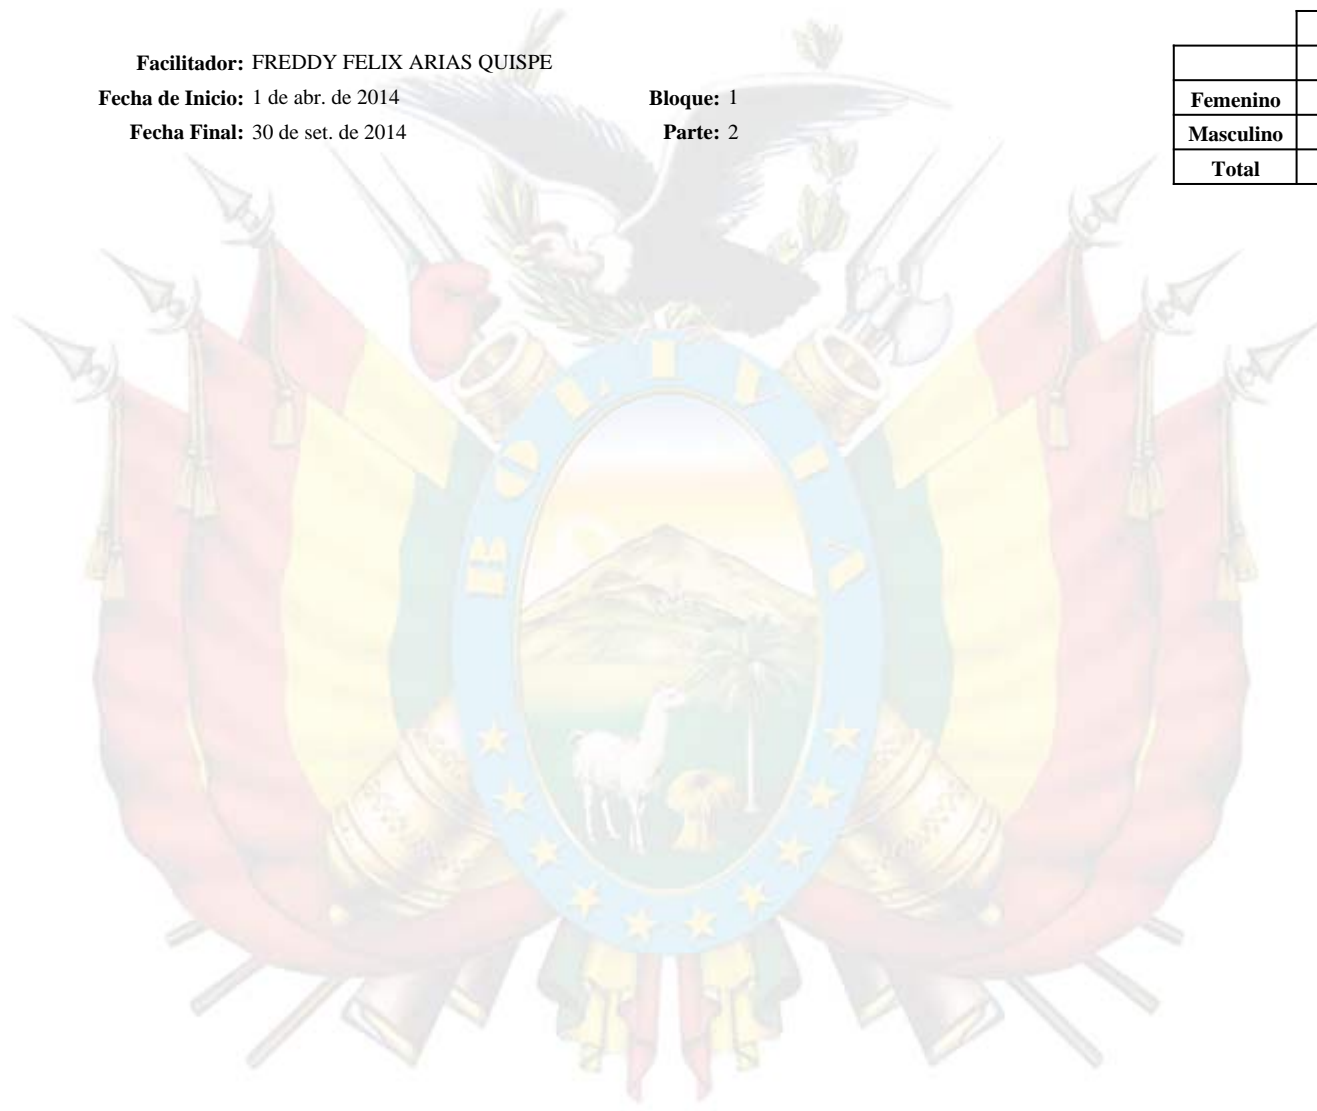 Facilitador: FREDDY FELIX ARIAS QUISPE
Fecha de Inicio: 1 de abr. de 2014 Bloque: 1
Fecha Final: 30 de set. de 2014 Parte: 2
Femenino
Masculino
Total
BOLIVIA